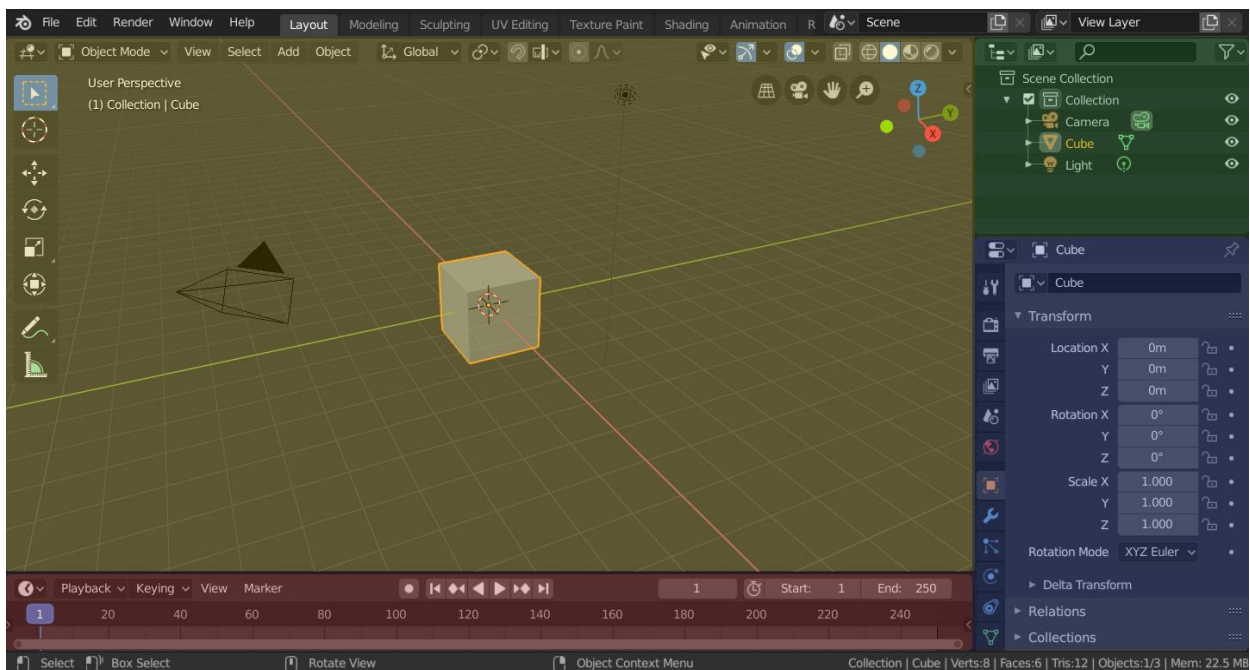 File Edit Render Window Help Layout Modeling Sculpting UV Editing Texture Paint Shading Animation R Scene View Layer
Object Mode View Select Add Object Global
User Perspective
(1) Collection | Cube
Z
Y
X
Scene Collection
Collection
Camera
Cube
Light
Cube
Cube
Transform
Location X 0m
Y 0m
Z 0m
Rotation X 0°
Y 0°
Z 0°
Scale X 1.000
Y 1.000
Z 1.000
Rotation Mode XYZ Euler
Delta Transform
Relations
Collections
Playback Keying View Marker 1 Start: 1 End: 250
1 20 40 60 80 100 120 140 160 180 200 220 240
Select Box Select Rotate View Object Context Menu Collection | Cube | Verts:8 | Faces:6 | Tris:12 | Objects:1/3 | Mem: 22.5 MB